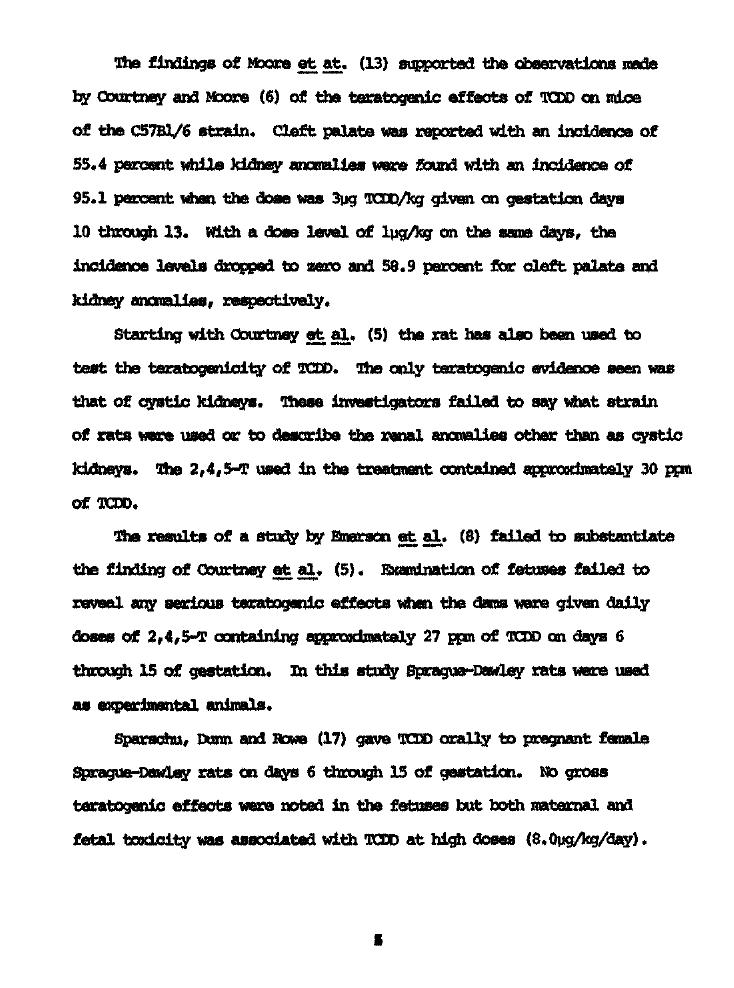 The findings of Moore et at. (13) supported the observations made
by Courtney and Moore (6) of the teratogenic effects of TCDD on mice
of the C57Bl/6 strain. Cleft palate was reported with an incidence of
55.4 percent while kidney anomalies were found with an incidence of
95.1 percent when the dose was 3μg TCDD/kg given on gestation days
10 through 13. With a dose level of 1μg/kg on the same days, the
incidence levels dropped to zero and 58.9 percent for cleft palate and
kidney anomalies, respectively.
Starting with Courtney et al. (5) the rat has also been used to
test the teratogenicity of TCDD. The only teratogenic evidence seen was
that of cystic kidneys. These investigators failed to say what strain
of rats were used or to describe the renal anomalies other than as cystic
kidneys. The 2,4,5-T used in the treatment contained approximately 30 ppm
of TCDD.
The results of a study by Emerson et al. (8) failed to substantiate
the finding of Courtney et al. (5). Examination of fetuses failed to
reveal any serious teratogenic effects when the dams were given daily
doses of 2,4,5-T containing approximately 27 ppm of TCDD on days 6
through 15 of gestation. In this study Sprague-Dawley rats were used
as experimental animals.
Sparschu, Dunn and Rowe (17) gave TCDD orally to pregnant female
Sprague-Dawley rats on days 6 through 15 of gestation. No gross
teratogenic effects were noted in the fetuses but both maternal and
fetal toxicity was associated with TCDD at high doses (8.0μg/kg/day).
5